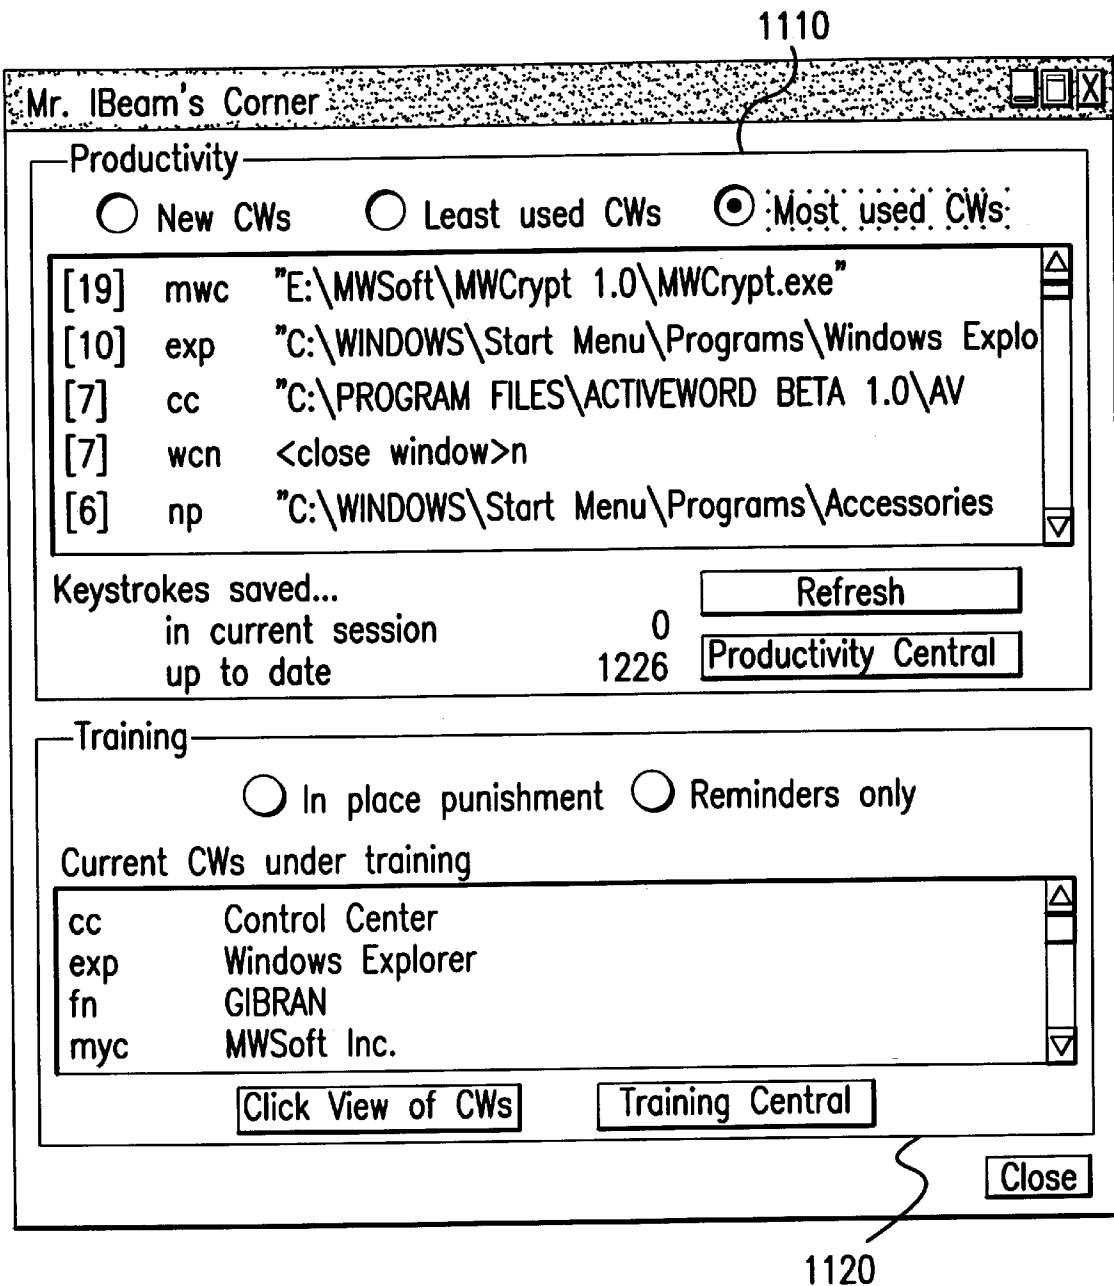 1110
Mr. IBeam's Corner
X
Productivity
New CWs Least used CWs Most used CWs
[19] mwc "E:\MWSoft\MWCrypt 1.0\MWCrypt.exe"
[10] exp "C:\WINDOWS\Start Menu\Programs\Windows Explo
[7] cc "C:\PROGRAM FILES\ACTIVEWORD BETA 1.0\AV
[7] wcn <close window>n
[6] np "C:\WINDOWS\Start Menu\Programs\Accessories
Keystrokes saved... Refresh
in current session 0
up to date 1226 Productivity Central
Training
In place punishment Reminders only
Current CWs under training
cc Control Center
exp Windows Explorer
fn GIBRAN
myc MWSoft Inc.
Click View of CWs Training Central
Close
1120